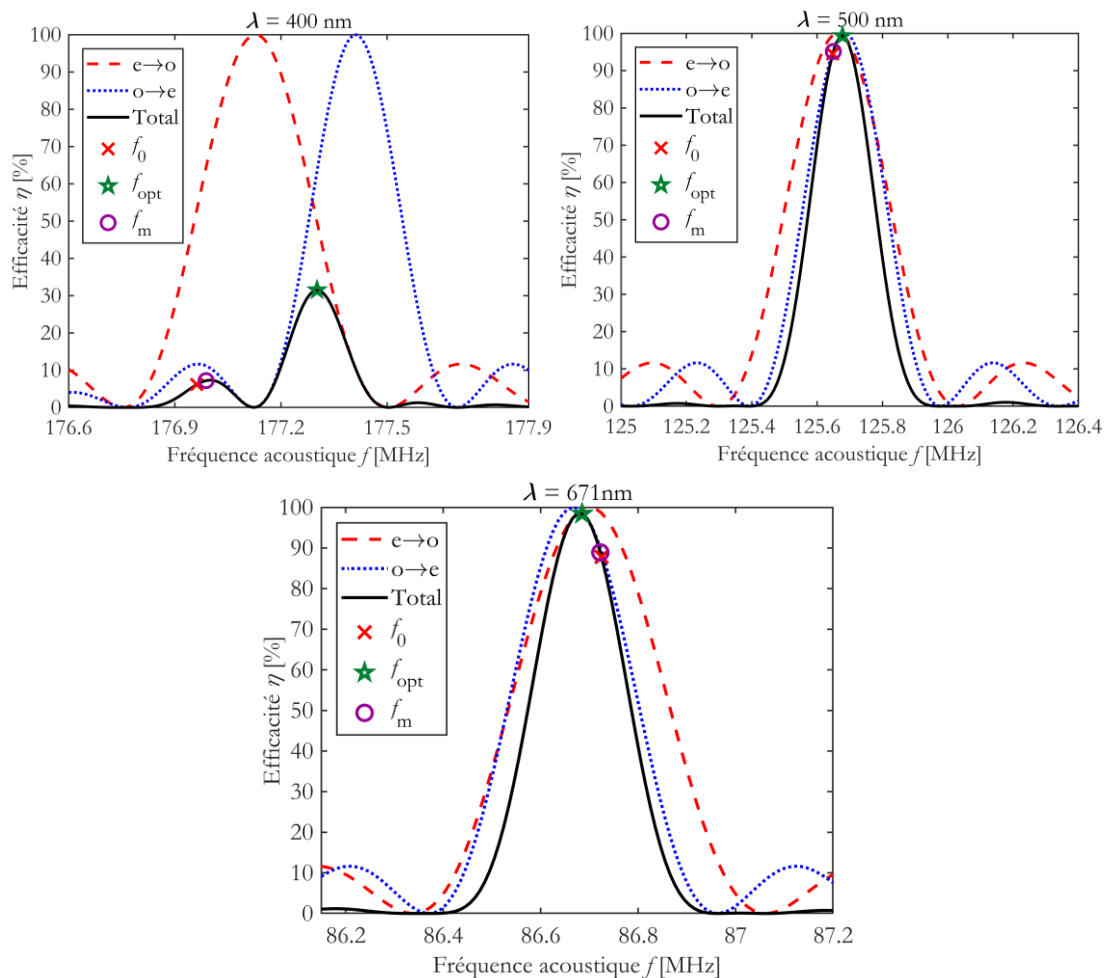 λ = 400 nm
100
90
80
70
60
50
40
30
20
10
0
Efficacité η [%]
e→o
o→e
Total
f0
fopt
fm
176.6 176.9 177.2 177.5 177.9
Fréquence acoustique f [MHz]
λ = 500 nm
100
90
80
70
60
50
40
30
20
10
0
Efficacité η [%]
e→o
o→e
Total
f0
fopt
fm
125 125.2 125.4 125.6 125.8 126 126.2 126.4
Fréquence acoustique f [MHz]
λ = 671nm
100
90
80
70
60
50
40
30
20
10
0
Efficacité η [%]
e→o
o→e
Total
f0
fopt
fm
86.2 86.4 86.6 86.8 87 87.2
Fréquence acoustique f [MHz]